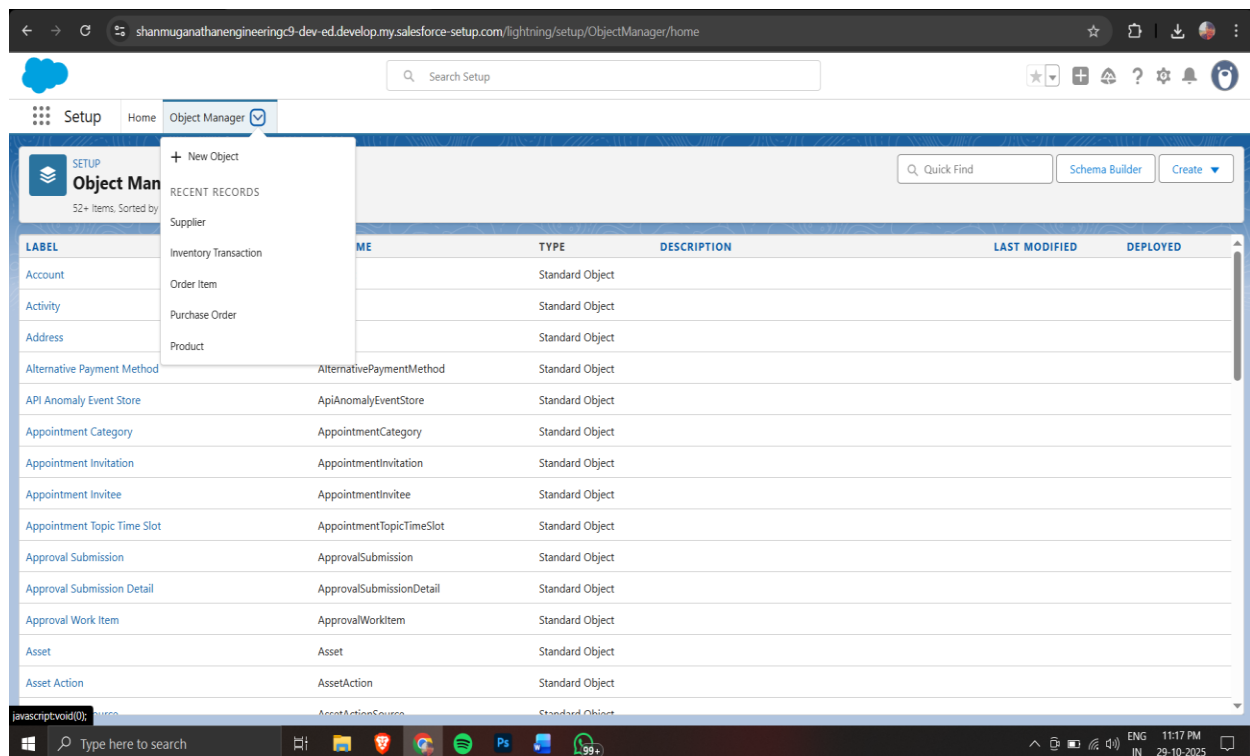 shanmuganathanengineeringc9-dev-ed.develop.my.salesforce-setup.com/lightning/setup/ObjectManager/home
Search Setup
Setup Home Object Manager
+ New Object
RECENT RECORDS
Supplier
Inventory Transaction
Order Item
Purchase Order
Product
SETUP
Object Man
52+ Items, Sorted by
Quick Find Schema Builder Create
LABEL ME TYPE DESCRIPTION LAST MODIFIED DEPLOYED
Account Standard Object
Activity Standard Object
Address Standard Object
Alternative Payment Method AlternativePaymentMethod Standard Object
API Anomaly Event Store ApiAnomalyEventStore Standard Object
Appointment Category AppointmentCategory Standard Object
Appointment Invitation AppointmentInvitation Standard Object
Appointment Invitee AppointmentInvitee Standard Object
Appointment Topic Time Slot AppointmentTopicTimeSlot Standard Object
Approval Submission ApprovalSubmission Standard Object
Approval Submission Detail ApprovalSubmissionDetail Standard Object
Approval Work Item ApprovalWorkItem Standard Object
Asset Asset Standard Object
Asset Action AssetAction Standard Object
AssetActionSource Standard Object
javascript:void(0);
Type here to search
Ps
99+
ENG
IN
11:17 PM
29-10-2025